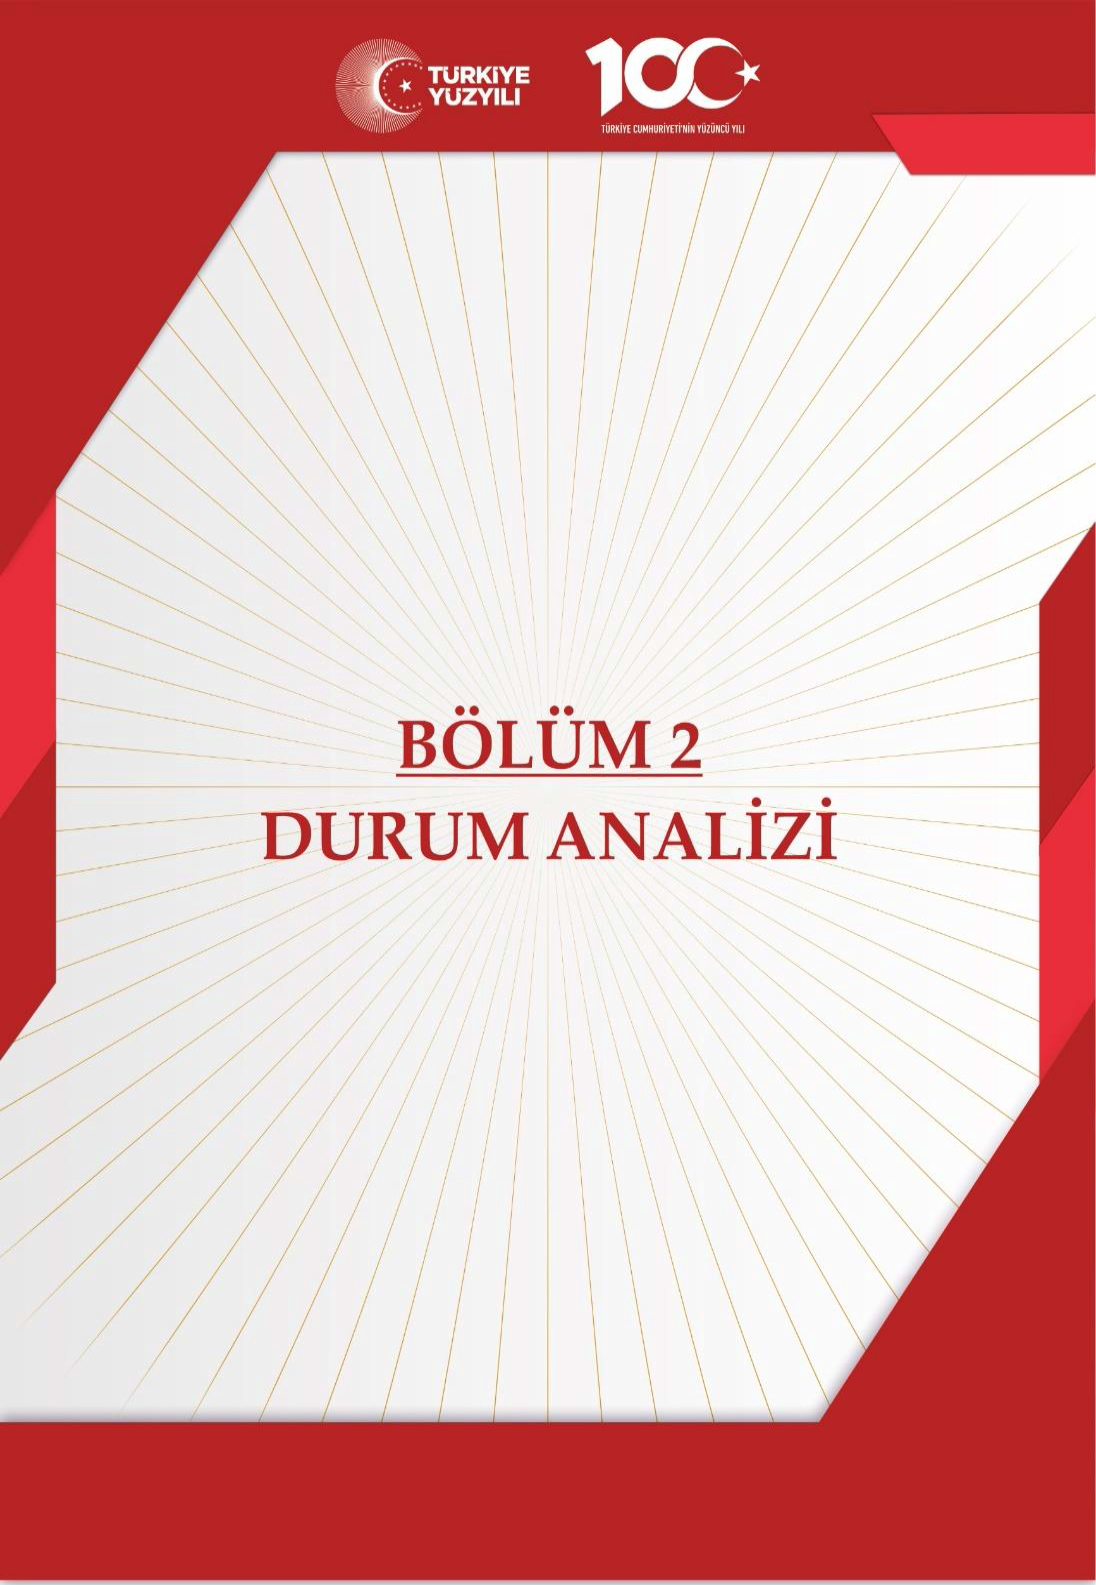 TÜRKİYE
YÜZYILI
100
TÜRKİYE CUMHURİYETİ'NİN YÜZÜNCÜ YILI
BÖLÜM 2
DURUM ANALİZİ